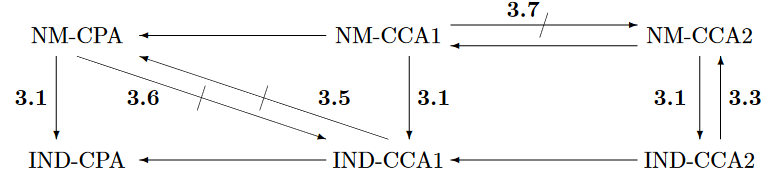 3.7
NM-CPA NM-CCA1 NM-CCA2
3.1 3.6 3.5 3.1 3.1 3.3
IND-CPA IND-CCA1 IND-CCA2